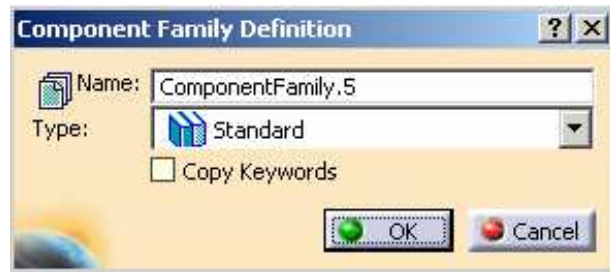 Component Family Definition ? ×
Name: ComponentFamily.5
Type: Standard
Copy Keywords
OK Cancel